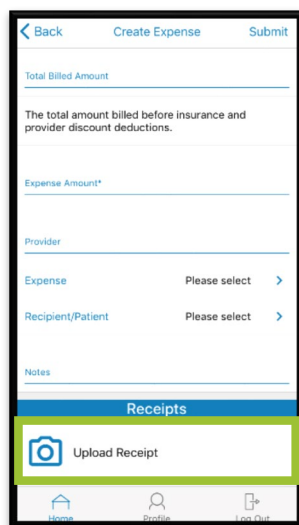 Back Create Expense Submit
Total Billed Amount
The total amount billed before insurance and
provider discount deductions.
Expense Amount*
Provider
Expense Please select
Recipient/Patient Please select
Notes
Receipts
Upload Receipt
Home Profile Log Out